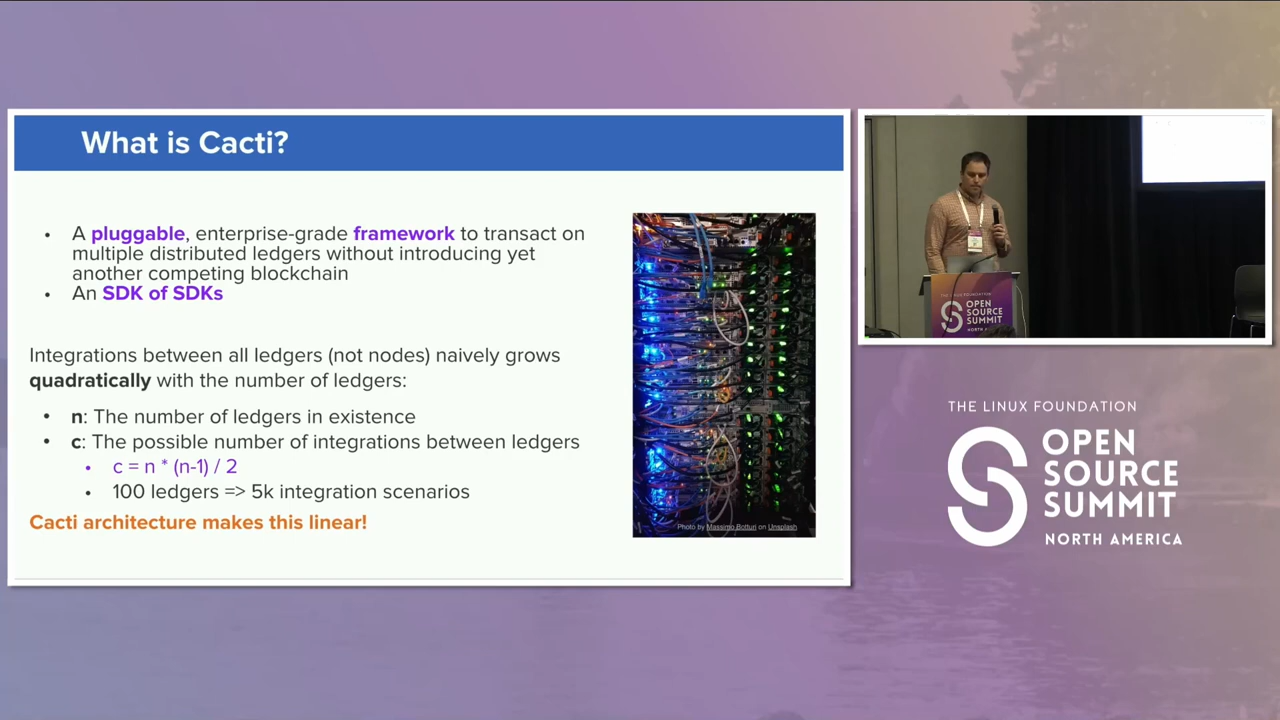 What is Cacti?
• A pluggable, enterprise-grade framework to transact on
multiple distributed ledgers without introducing yet
another competing blockchain
• An SDK of SDKs
Integrations between all ledgers (not nodes) naively grows
quadratically with the number of ledgers:
• n: The number of ledgers in existence
• c: The possible number of integrations between ledgers
• c = n * (n-1) / 2
• 100 ledgers => 5k integration scenarios
Cacti architecture makes this linear!
Photo by Massimo Botturi on Unsplash
THE LINUX FOUNDATION
OPEN
SOURCE
SUMMIT
NORTH
THE LINUX FOUNDATION
OPEN
SOURCE
SUMMIT
NORTH AMERICA